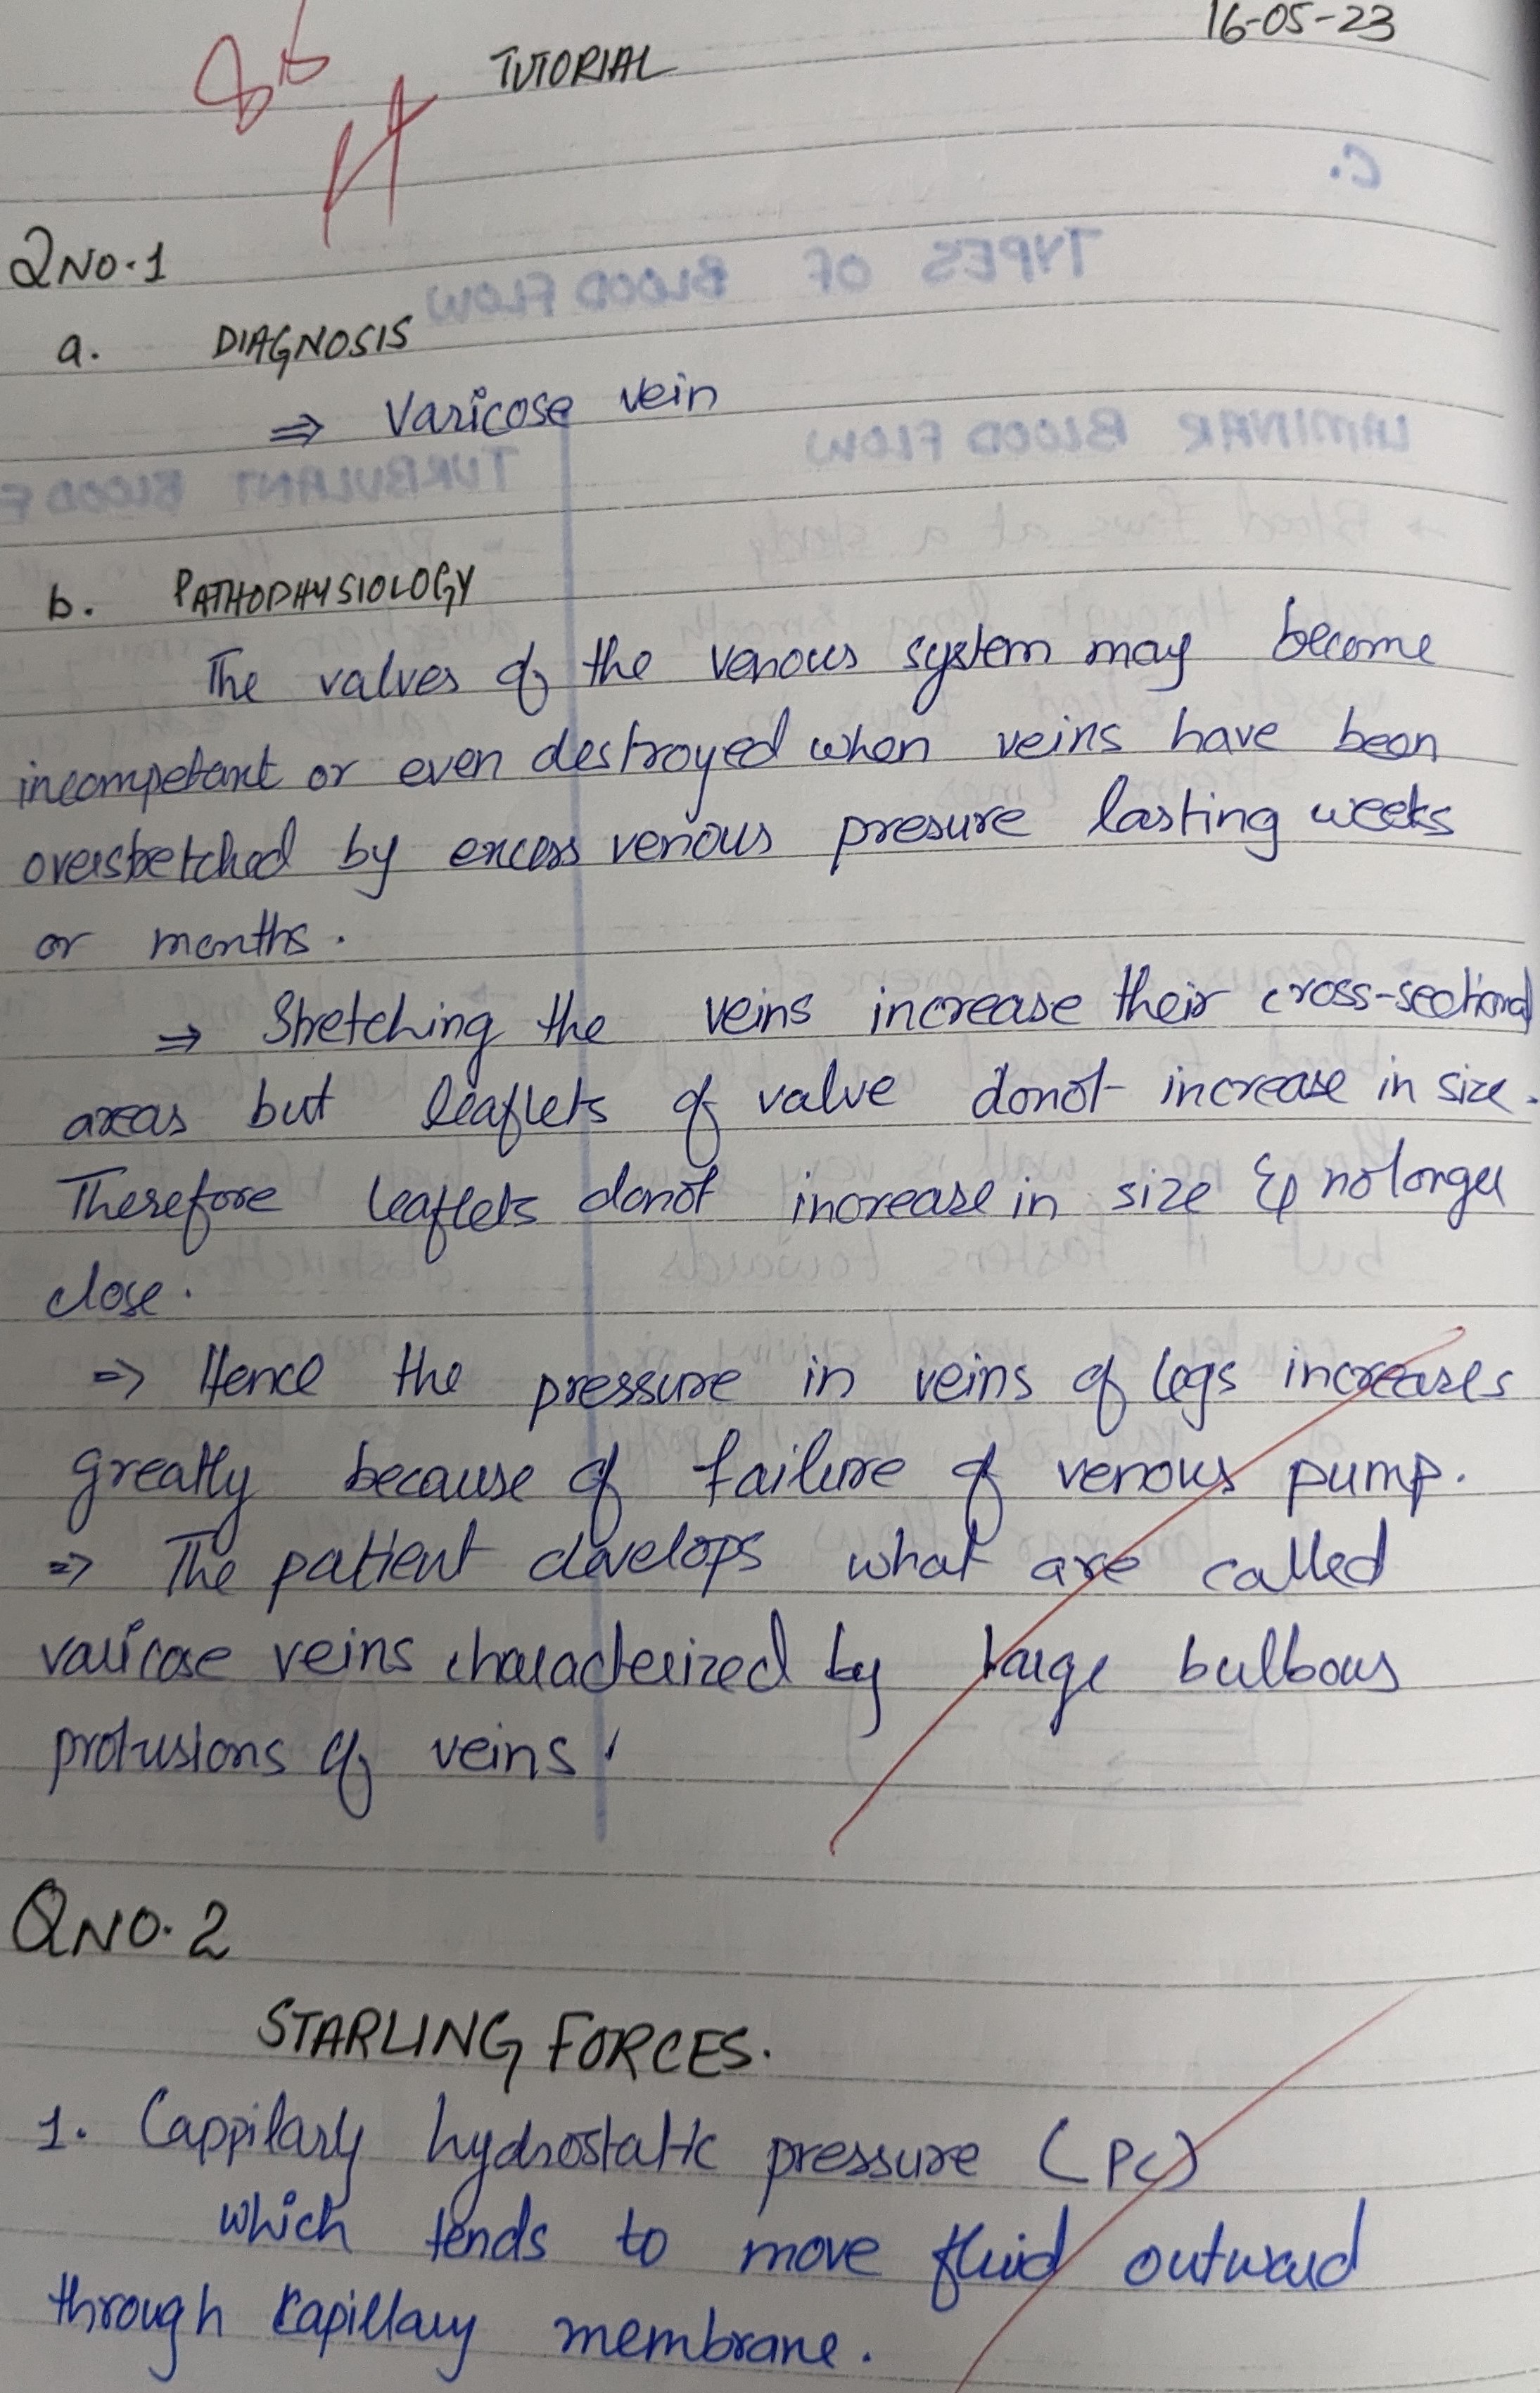 16-05-23
TUTORIAL
QNO.1
a. DIAGNOSIS
⇒ Varicose vein
b. PATHOPHYSIOLOGY
The valves of the venous system may become
incompetant or even destroyed when veins have been
overstretched by excess venous presure lasting weeks
or months.
⇒ Stretching the veins increase their cross-sectional
areas but leaflets of valve donot increase in size.
Therefore leaflets donot increase in size & no longer
close.
⇒ Hence the pressure in veins of legs increases
greatly because of failure of venous pump.
⇒ The patient develops what are called
varicose veins characterized by large bulbous
protusions of veins.
QNO.2
STARLING FORCES.
1. Cappilary hydrostatic pressure (Pc)
which tends to move fluid outward
through capillary membrane.